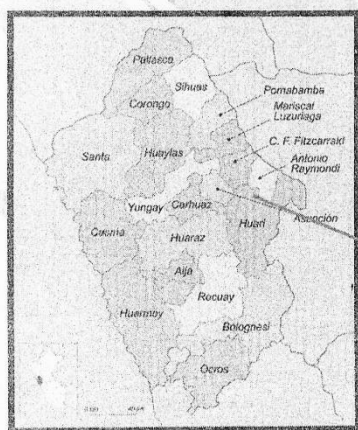 Pallasca
Sihuas
Corongo
Pomabamba
Mariscal
Luzuriaga
C. F. Fitzcarrald
Antonio
Raymondi
Santa
Huaylas
Yungay
Carhuaz
Asunción
Casma
Huaraz
Huari
Aija
Recuay
Huarmey
Bolognesi
Ocros